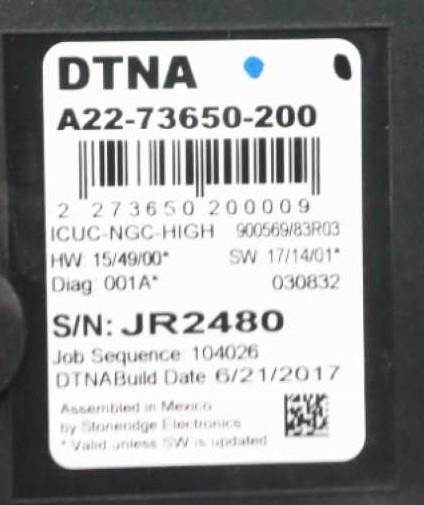 DTNA
A22-73650-200
2 273650 200009
ICUC-NGC-HIGH 900569/83R03
HW: 15/49/00* SW: 17/14/01*
Diag: 001A* 030832
S/N: JR2480
Job Sequence: 104026
DTNABuild Date 6/21/2017
Assembled in Mexico
by Stoneridge Electronics
* Valid unless SW is updated